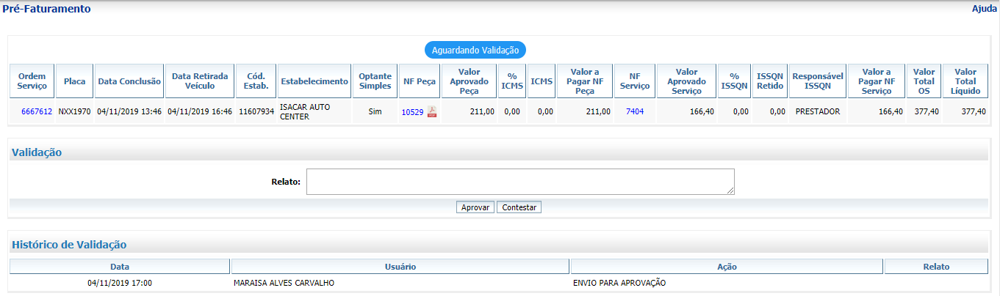 Pré-Faturamento
Ajuda
Aguardando Validação
Ordem Serviço
Placa
Data Conclusão
Data Retirada Veículo
Cód. Estab.
Estabelecimento
Optante Simples
NF Peça
Valor Aprovado Peça
% ICMS
ICMS
Valor a Pagar NF Peça
NF Serviço
Valor Aprovado Serviço
% ISSQN
ISSQN Retido
Responsável ISSQN
Valor a Pagar NF Serviço
Valor Total OS
Valor Total Líquido
6667612 NXX1970 04/11/2019 13:46 04/11/2019 16:46 11607934 ISACAR AUTO CENTER Sim 10529 211,00 0,00 0,00 211,00 7404 166,40 0,00 0,00 PRESTADOR 166,40 377,40 377,40
Validação
Relato:
Aprovar Contestar
Histórico de Validação
Data Usuário Ação Relato
04/11/2019 17:00 MARAISA ALVES CARVALHO ENVIO PARA APROVAÇÃO